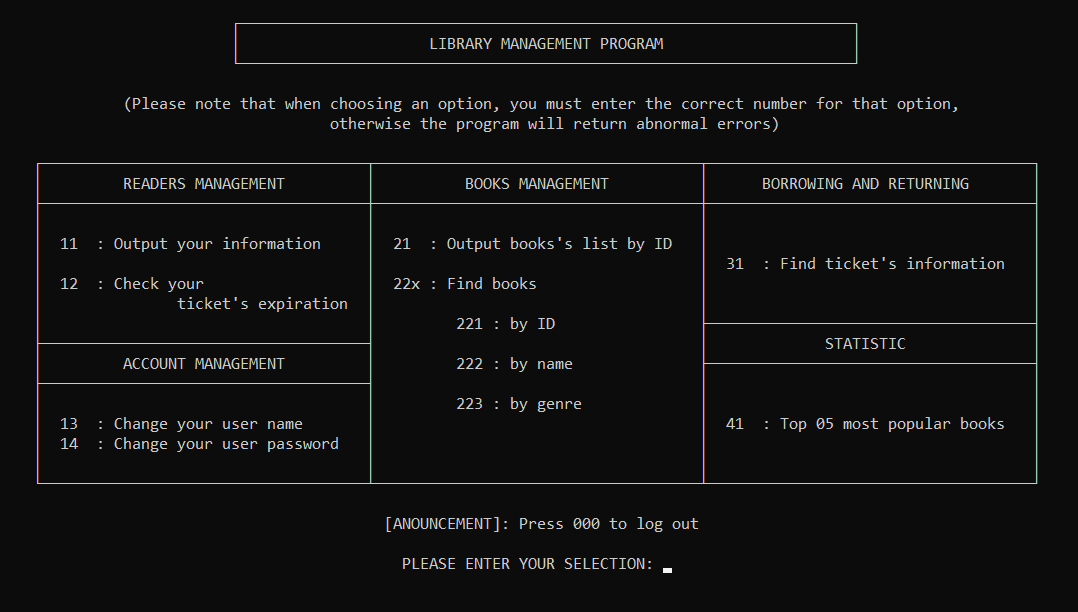 LIBRARY MANAGEMENT PROGRAM
(Please note that when choosing an option, you must enter the correct number for that option,
otherwise the program will return abnormal errors)
READERS MANAGEMENT
11 : Output your information
12 : Check your
ticket's expiration
ACCOUNT MANAGEMENT
13 : Change your user name
14 : Change your user password
BOOKS MANAGEMENT
21 : Output books's list by ID
22x : Find books
221 : by ID
222 : by name
223 : by genre
BORROWING AND RETURNING
31 : Find ticket's information
STATISTIC
41 : Top 05 most popular books
[ANOUNCEMENT]: Press 000 to log out
PLEASE ENTER YOUR SELECTION: